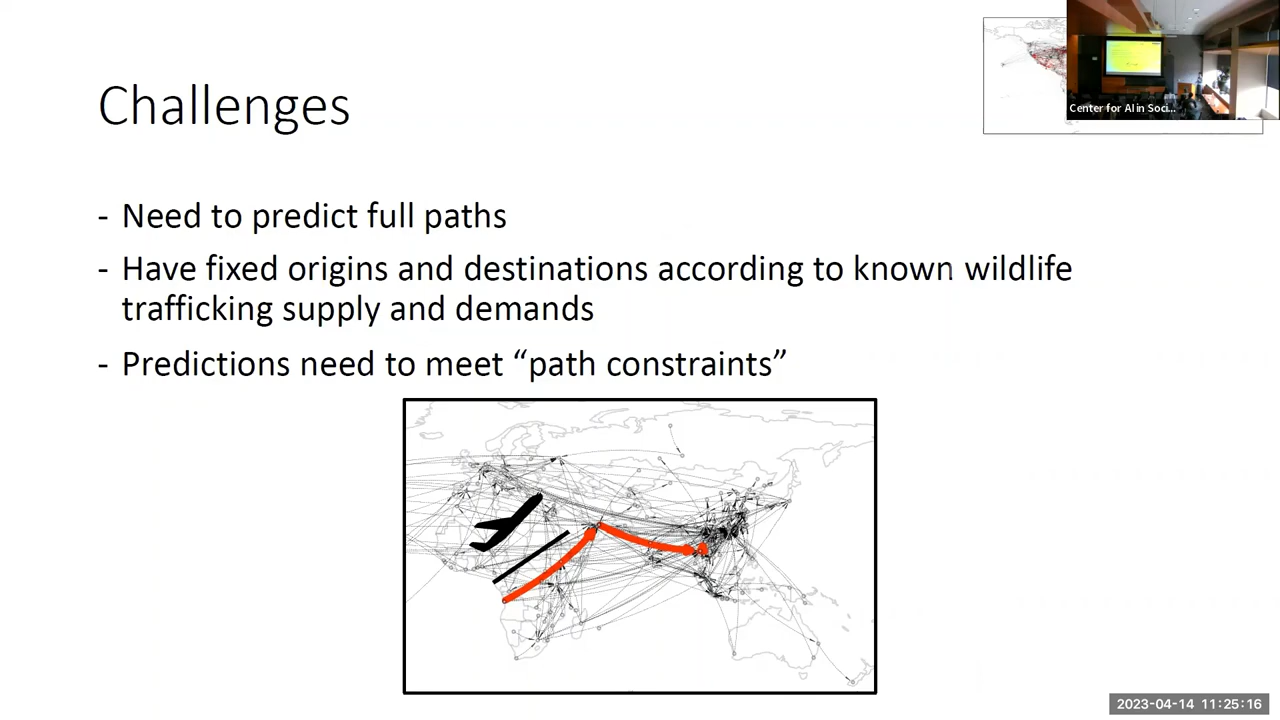 Challenges
Center for AI in Soci...
- Need to predict full paths
- Have fixed origins and destinations according to known wildlife
trafficking supply and demands
- Predictions need to meet “path constraints”
2023-04-14 11:25:16